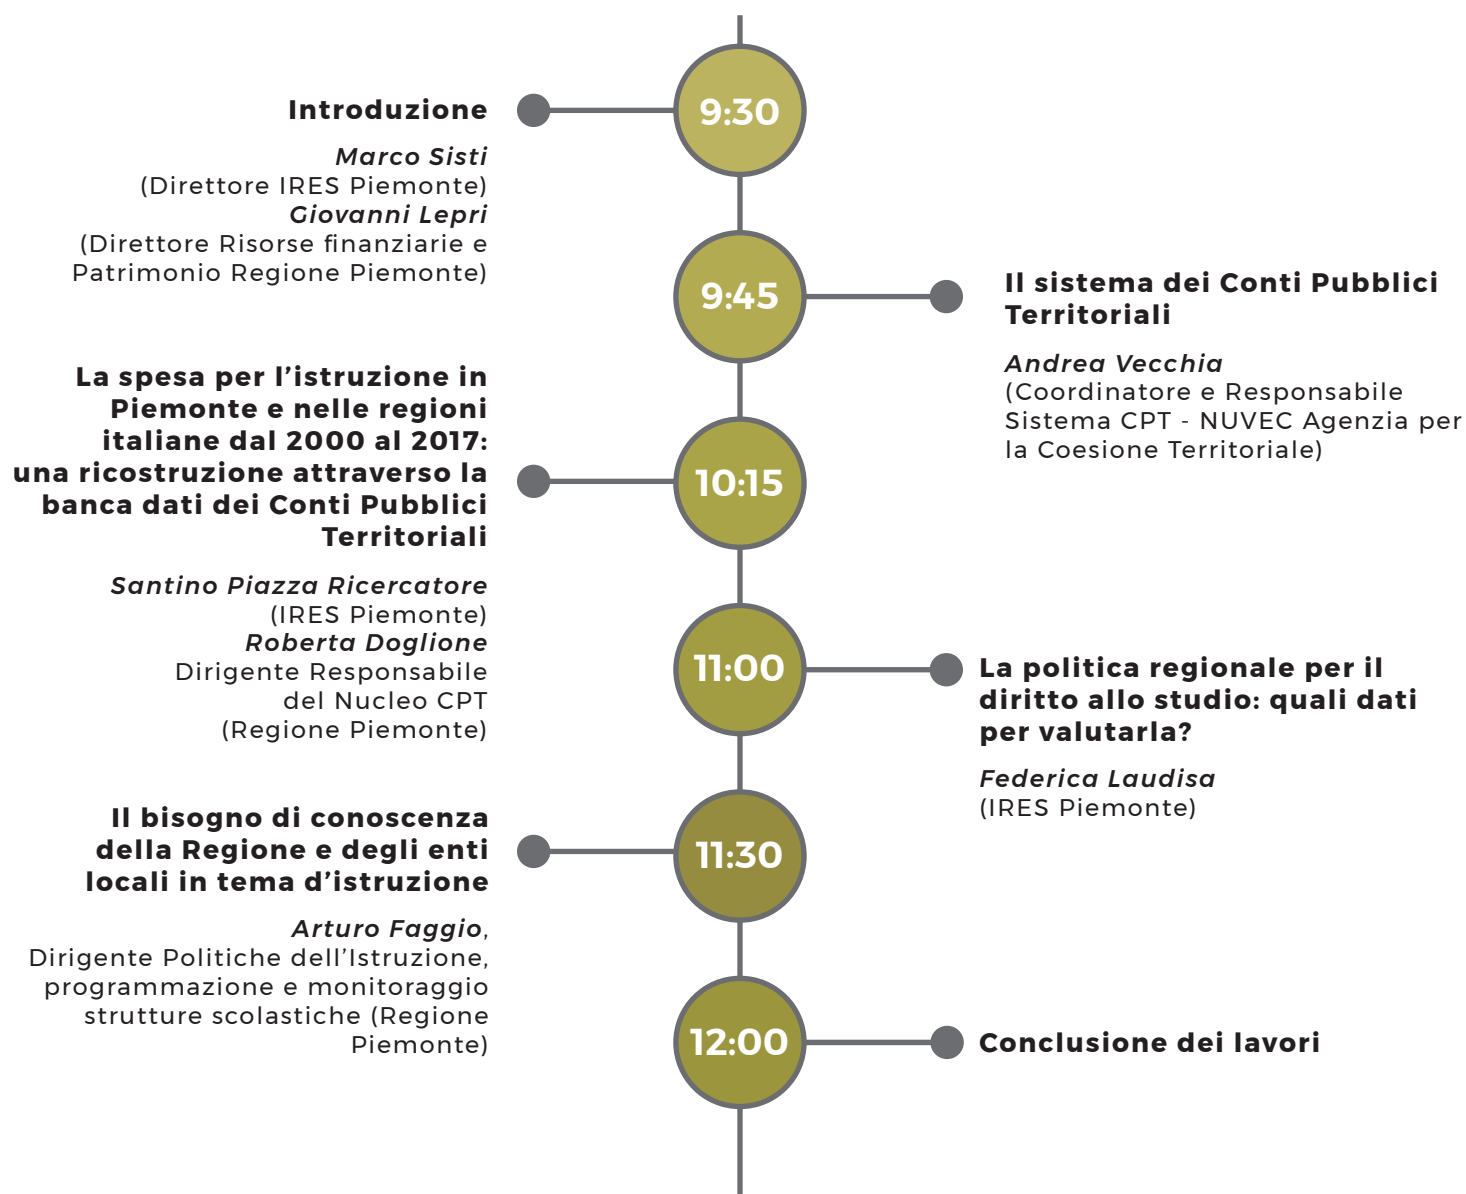 9:30
Introduzione
Marco Sisti
(Direttore IRES Piemonte)
Giovanni Lepri
(Direttore Risorse finanziarie e
Patrimonio Regione Piemonte)
9:45
Il sistema dei Conti Pubblici
Territoriali
Andrea Vecchia
(Coordinatore e Responsabile
Sistema CPT - NUVEC Agenzia per
la Coesione Territoriale)
10:15
La spesa per l’istruzione in
Piemonte e nelle regioni
italiane dal 2000 al 2017:
una ricostruzione attraverso la
banca dati dei Conti Pubblici
Territoriali
Santino Piazza Ricercatore
(IRES Piemonte)
Roberta Doglione
Dirigente Responsabile
del Nucleo CPT
(Regione Piemonte)
11:00
La politica regionale per il
diritto allo studio: quali dati
per valutarla?
Federica Laudisa
(IRES Piemonte)
11:30
Il bisogno di conoscenza
della Regione e degli enti
locali in tema d’istruzione
Arturo Faggio,
Dirigente Politiche dell’Istruzione,
programmazione e monitoraggio
strutture scolastiche (Regione
Piemonte)
12:00
Conclusione dei lavori